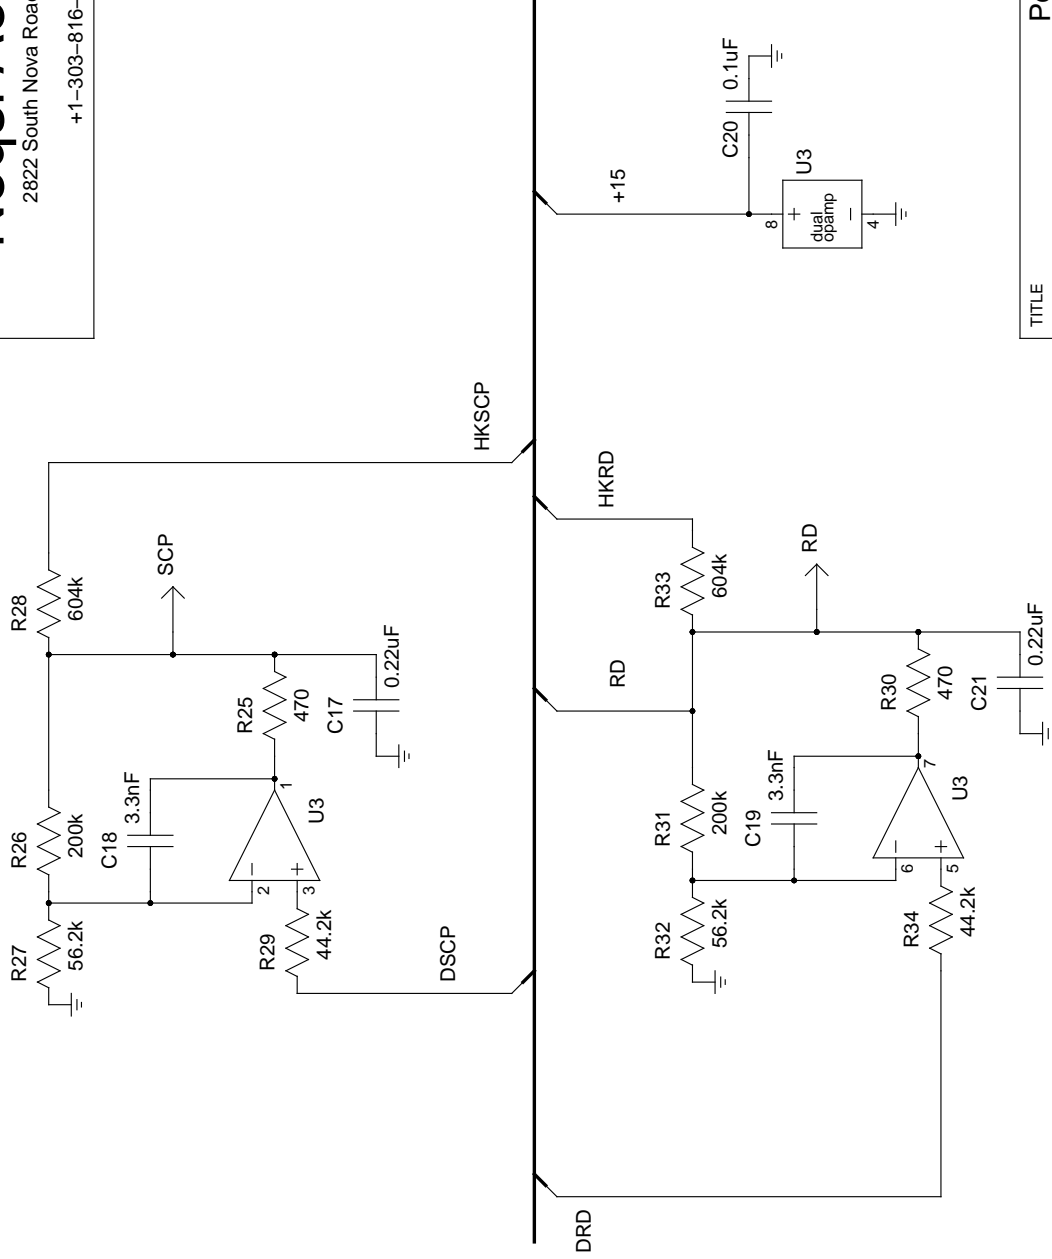 2822 South Nova Road
+1−303−816−
R28
604k
SCP
R26
200k
C18
3.3nF
R25
470
C17
0.22uF
1
U3
2
3
R27
56.2k
R29
44.2k
DSCP
HKSCP
HKRD
+15
C20
0.1uF
U3
8
+
dual
opamp
−
4
R33
604k
RD
RD
R31
200k
C19
3.3nF
R30
470
C21
0.22uF
7
U3
6
5
R32
56.2k
R34
44.2k
DRD
TITLE